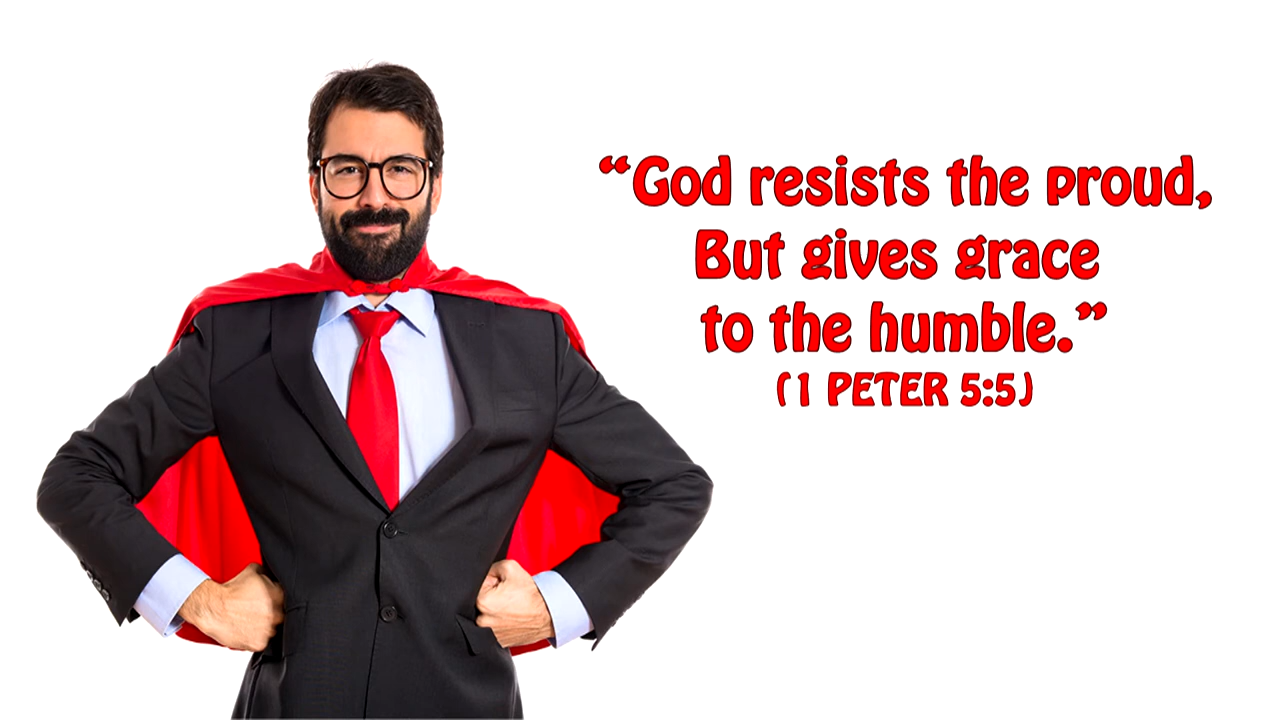 “God resists the proud,
But gives grace
to the humble.”
(1 PETER 5:5)